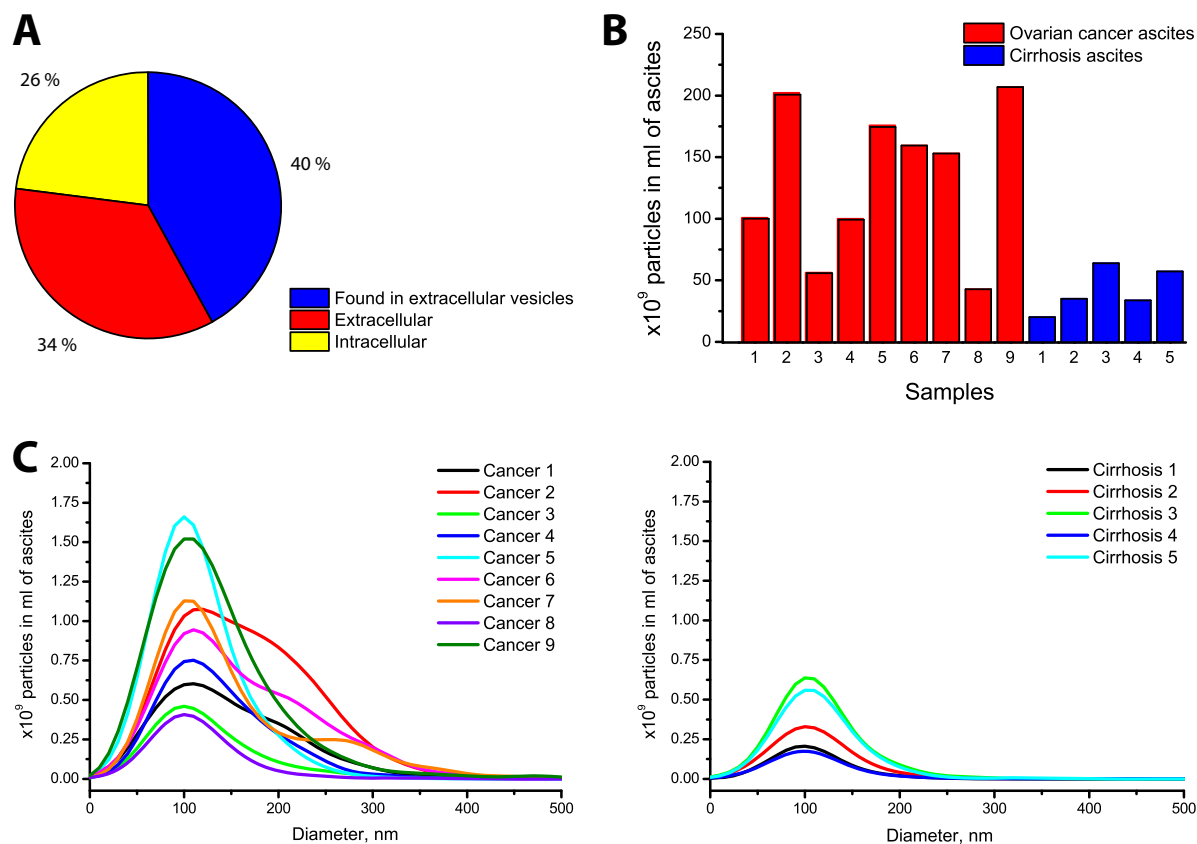 A
26 %
40 %
34 %
Found in extracellular vesicles
Extracellular
Intracellular
B
x10⁹ particles in ml of ascites
250
200
150
100
50
0
Ovarian cancer ascites
Cirrhosis ascites
1 2 3 4 5 6 7 8 9 1 2 3 4 5
Samples
C
x10⁹ particles in ml of ascites
2.00
1.75
1.50
1.25
1.00
0.75
0.50
0.25
0.00
Cancer 1
Cancer 2
Cancer 3
Cancer 4
Cancer 5
Cancer 6
Cancer 7
Cancer 8
Cancer 9
0 100 200 300 400 500
Diameter, nm
x10⁹ particles in ml of ascites
2.00
1.75
1.50
1.25
1.00
0.75
0.50
0.25
0.00
Cirrhosis 1
Cirrhosis 2
Cirrhosis 3
Cirrhosis 4
Cirrhosis 5
0 100 200 300 400 500
Diameter, nm